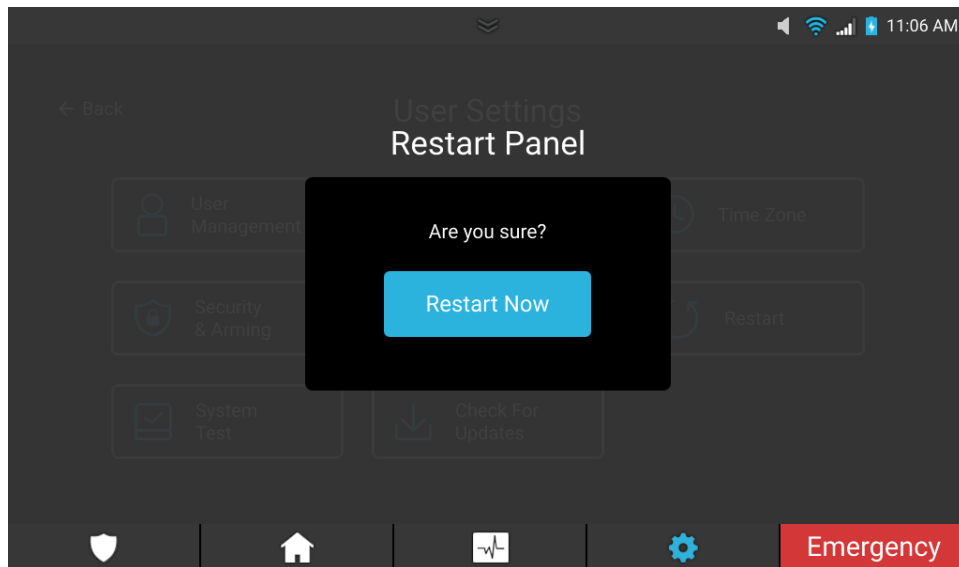 11:06 AM
← Back
User Settings
Restart Panel
User
Management
Time Zone
Are you sure?
Restart Now
Security
& Arming
Restart
System
Test
Check For
Updates
Emergency